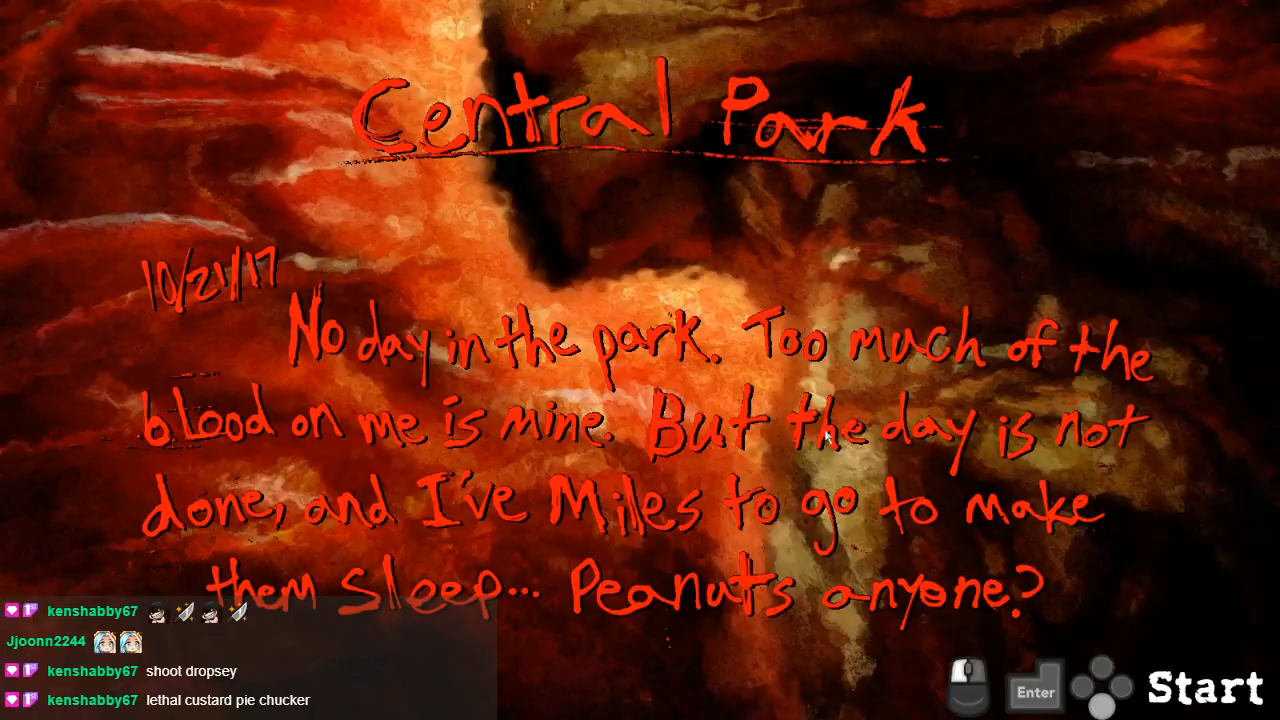 Central Park
10/21/17
No day in the park. Too much of the
blood on me is mine. But the day is not
done, and I've Miles to go to make
them sleep... Peanuts anyone?
kenshabby67
Jjoonn2244
kenshabby67 shoot dropsey
kenshabby67 lethal custard pie chucker
Enter
Start